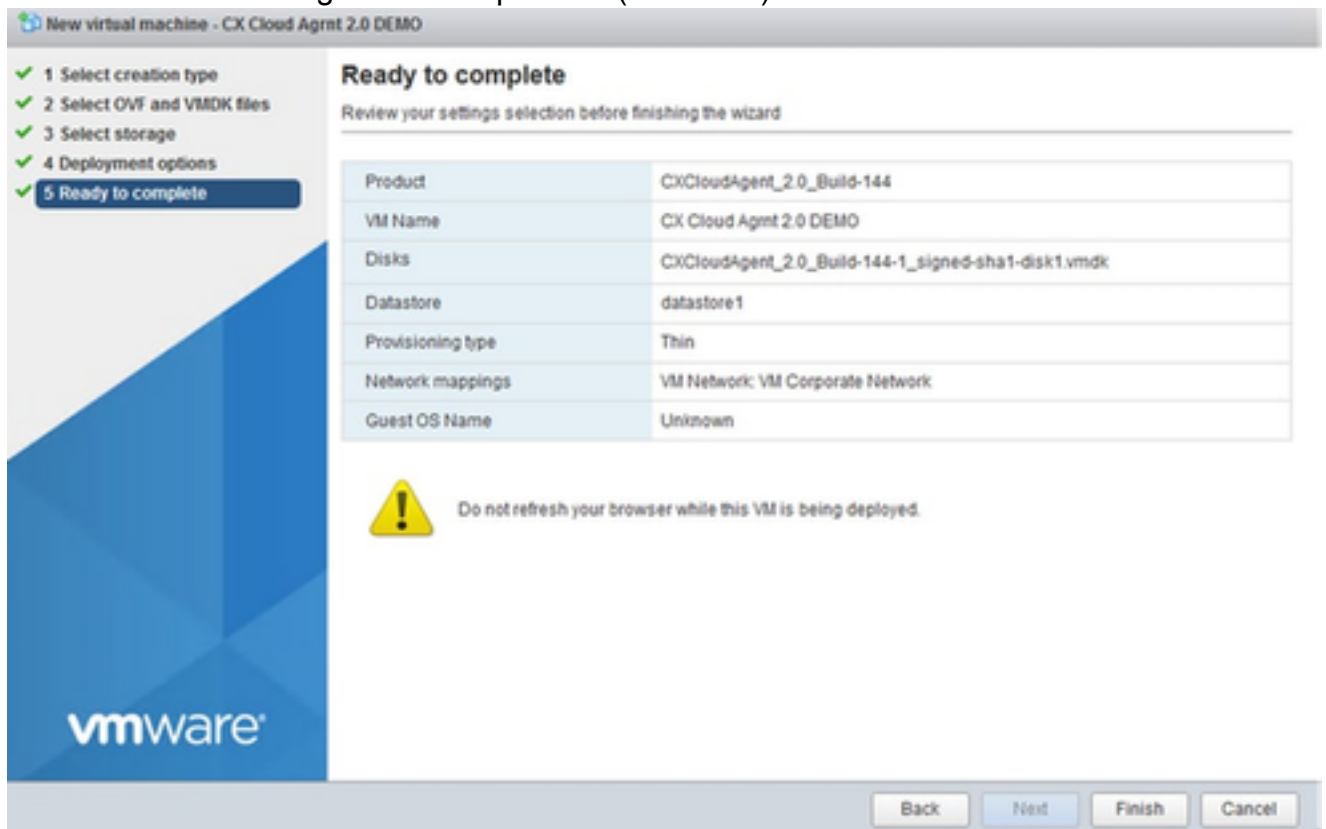 New virtual machine - CX Cloud Agrnt 2.0 DEMO
1 Select creation type
2 Select OVF and VMDK files
3 Select storage
4 Deployment options
5 Ready to complete
Ready to complete
Review your settings selection before finishing the wizard
Product CXCloudAgent_2.0_Build-144
VM Name CX Cloud Agrnt 2.0 DEMO
Disks CXCloudAgent_2.0_Build-144-1_signed-sha1-disk1.vmdk
Datastore datastore1
Provisioning type Thin
Network mappings VM Network: VM Corporate Network
Guest OS Name Unknown
Do not refresh your browser while this VM is being deployed.
vmware
Back Next Finish Cancel